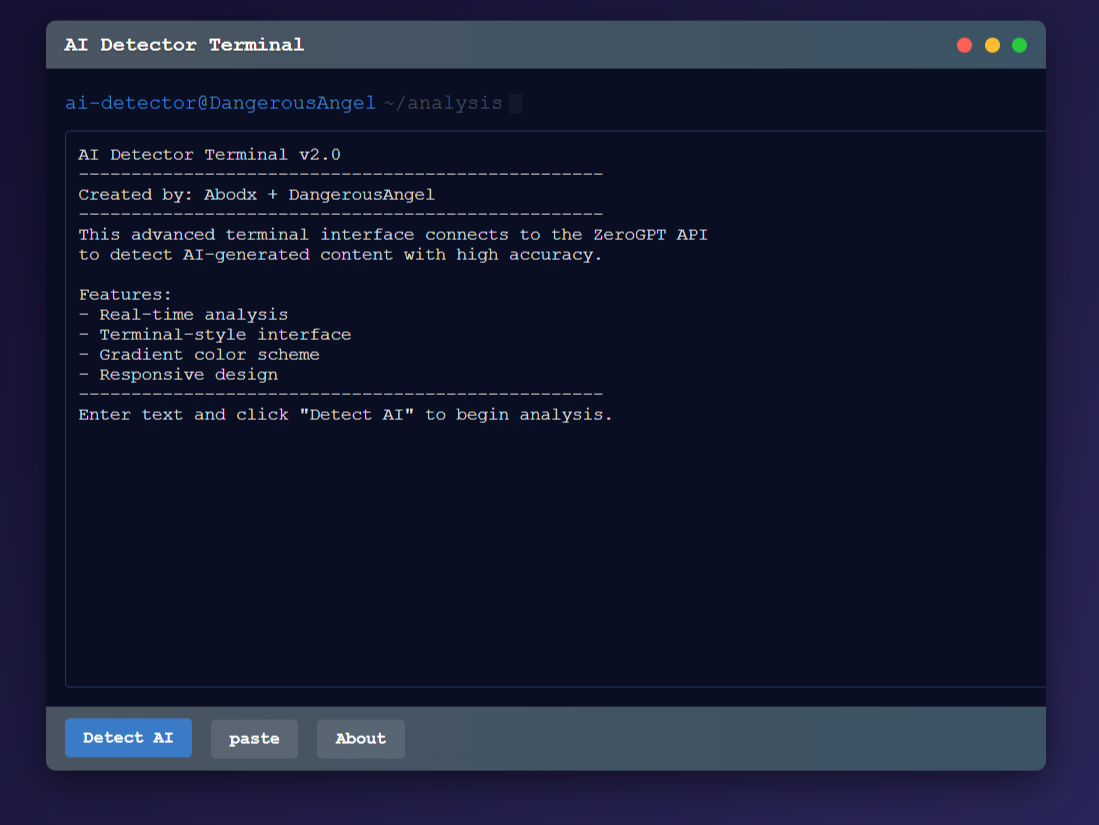 AI Detector Terminal
ai-detector@DangerousAngel ~/analysis
AI Detector Terminal v2.0
--------------------------------------------------
Created by: Abodx + DangerousAngel
--------------------------------------------------
This advanced terminal interface connects to the ZeroGPT API
to detect AI-generated content with high accuracy.
Features:
- Real-time analysis
- Terminal-style interface
- Gradient color scheme
- Responsive design
--------------------------------------------------
Enter text and click "Detect AI" to begin analysis.
Detect AI paste About